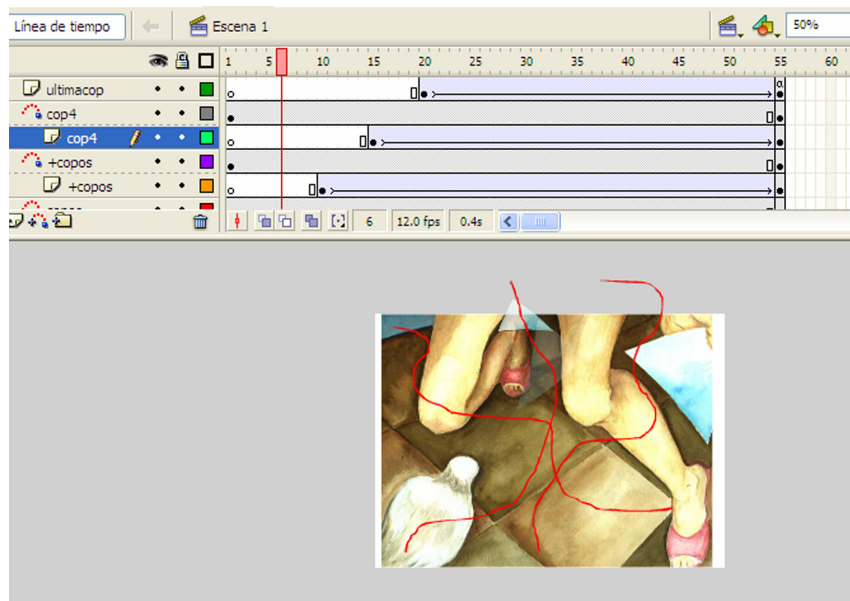 Línea de tiempo Escena 1 50%
1 5 10 15 20 25 30 35 40 45 50 55 60
ultimacop
a
cop4
cop4
+copos
+copos
6 12.0 fps 0.4s